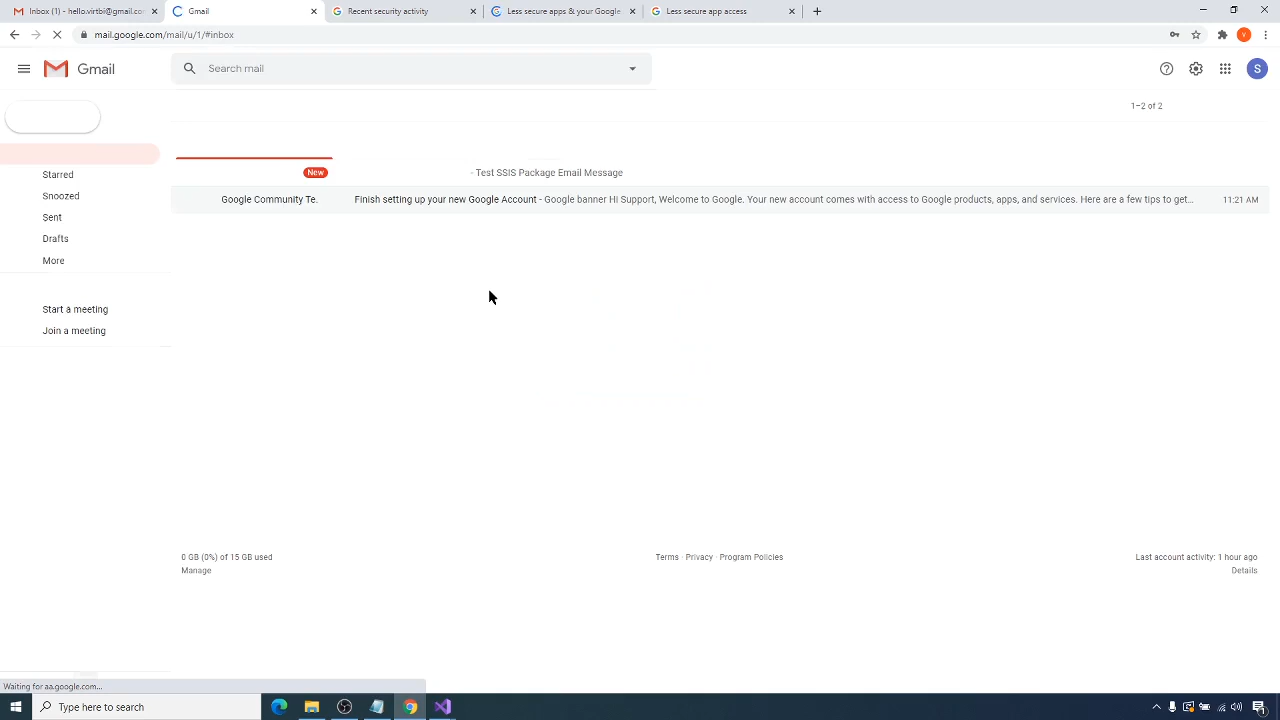 Inbox (10) - hellovirtbi@gmail.con
Gmail
Recent security activity
Less secure apps & your Google
Less secure app access
mail.google.com/mail/u/1/#inbox
V
Gmail
Search mail
S
1–2 of 2
New
- Test SSIS Package Email Message
Starred
Google Community Te.
Finish setting up your new Google Account - Google banner Hi Support, Welcome to Google. Your new account comes with access to Google products, apps, and services. Here are a few tips to get…
11:21 AM
Snoozed
Sent
Drafts
More
Start a meeting
Join a meeting
0 GB (0%) of 15 GB used
Manage
Terms · Privacy · Program Policies
Last account activity: 1 hour ago
Details
Waiting for aa.google.com...
Type here to search